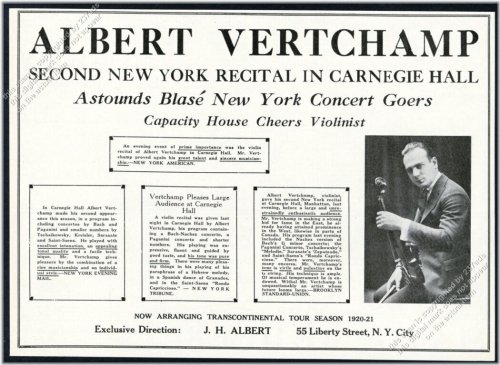 ALBERT VERTCHAMP
SECOND NEW YORK RECITAL IN CARNEGIE HALL
Astounds Blasé New York Concert Goers
Capacity House Cheers Violinist
An evening event of prime importance was the violin
recital of Albert Vertchamp in Carnegie Hall. Mr. Vert-
champ proved again his great talent and sincere musician-
ship.—NEW YORK AMERICAN.
In Carnegie Hall Albert Vert-
champ made his second appear-
ance this season, in a program in-
cluding concertos by Bach and
Paganini and smaller numbers by
Tschaikowsky, Kreisler, Sarasate
and Saint-Saens. He played with
excellent intonation, an appealing
tonal quality and a fluent tech-
nique. Mr. Vertchamp gives
pleasure by a combination of a
fine musicianship and an individ-
ual style.—NEW YORK EVENING
MAIL.
Vertchamp Pleases Large
Audience at Carnegie
Hall
A violin recital was given last
night in Carnegie Hall by Albert
Vertchamp, his program contain-
ing a Bach-Nachez concerto, a
Paganini concerto and shorter
numbers. His playing was ex-
pressive, fluent and guided by
good taste, and his tone was pure
and firm. There were many pleas-
ing things in his playing of his
paraphrase of a Hebrew melody,
in a Spanish Dance of Granados,
and in the Saint-Saens "Rondo
Capriccioso." — NEW YORK
TRIBUNE.
Albert Vertchamp, violinist,
gave his second New York recital
at Carnegie Hall, Manhattan, last
evening, before a large and unre-
strainedly enthusiastic audience.
Mr. Vertchamp is making a strong
bid for fame in the East, he al-
ready having attained prominence
in the West, likewise in parts of
Canada. His program last evening
included the Nachez version of
Bach's G minor concerto; the
Paganini Concerto, Tschaikowsky's
"Melodie," Sarasate's "Zapateado"
and Saint-Saens's "Rondo Capric-
cioso." There were, moreover,
many encores. Mr. Vertchamp's
tone is virile and pulsating on the
G string. His technique is ample.
Of musical temperament he is en-
dowed. Withal Mr. Vertchamp is
unquestionably an artist whose
future looms large.—BROOKLYN
STANDARD-UNION.
NOW ARRANGING TRANSCONTINENTAL TOUR SEASON 1920-21
Exclusive Direction: J. H. ALBERT 55 Liberty Street, N. Y. City